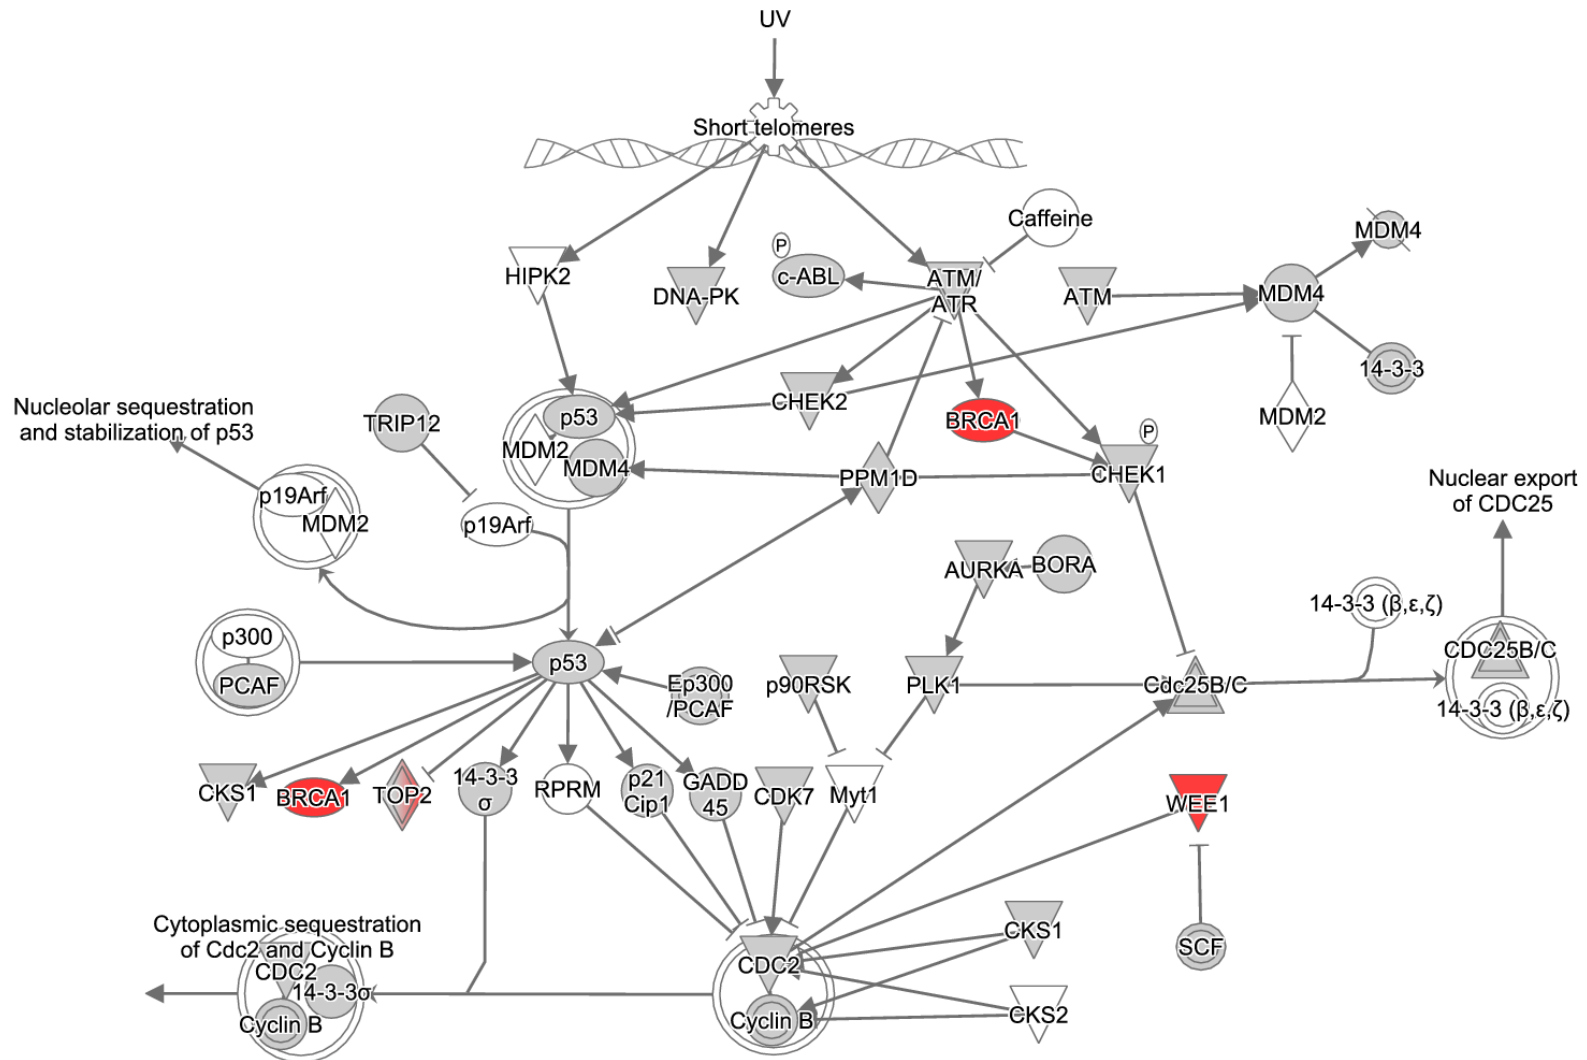 UV
Short telomeres
Caffeine
MDM4
P
HIPK2
DNA-PK
c-ABL
ATM/
ATR
ATM
MDM4
14-3-3
MDM2
Nucleolar sequestration
and stabilization of p53
TRIP12
p53
MDM2
MDM4
CHEK2
BRCA1
P
CHEK1
PPM1D
p19Arf
MDM2
p19Arf
Nuclear export
of CDC25
AURKA
BORA
14-3-3 (β,ε,ζ)
p300
PCAF
p53
Ep300
/PCAF
p90RSK
PLK1
Cdc25B/C
CDC25B/C
14-3-3 (β,ε,ζ)
CKS1
BRCA1
TOP2
14-3-3
σ
RPRM
p21
Cip1
GADD
45
CDK7
Myt1
WEE1
Cytoplasmic sequestration
of Cdc2 and Cyclin B
CDC2
14-3-3σ
Cyclin B
CDC2
Cyclin B
CKS1
CKS2
SCF